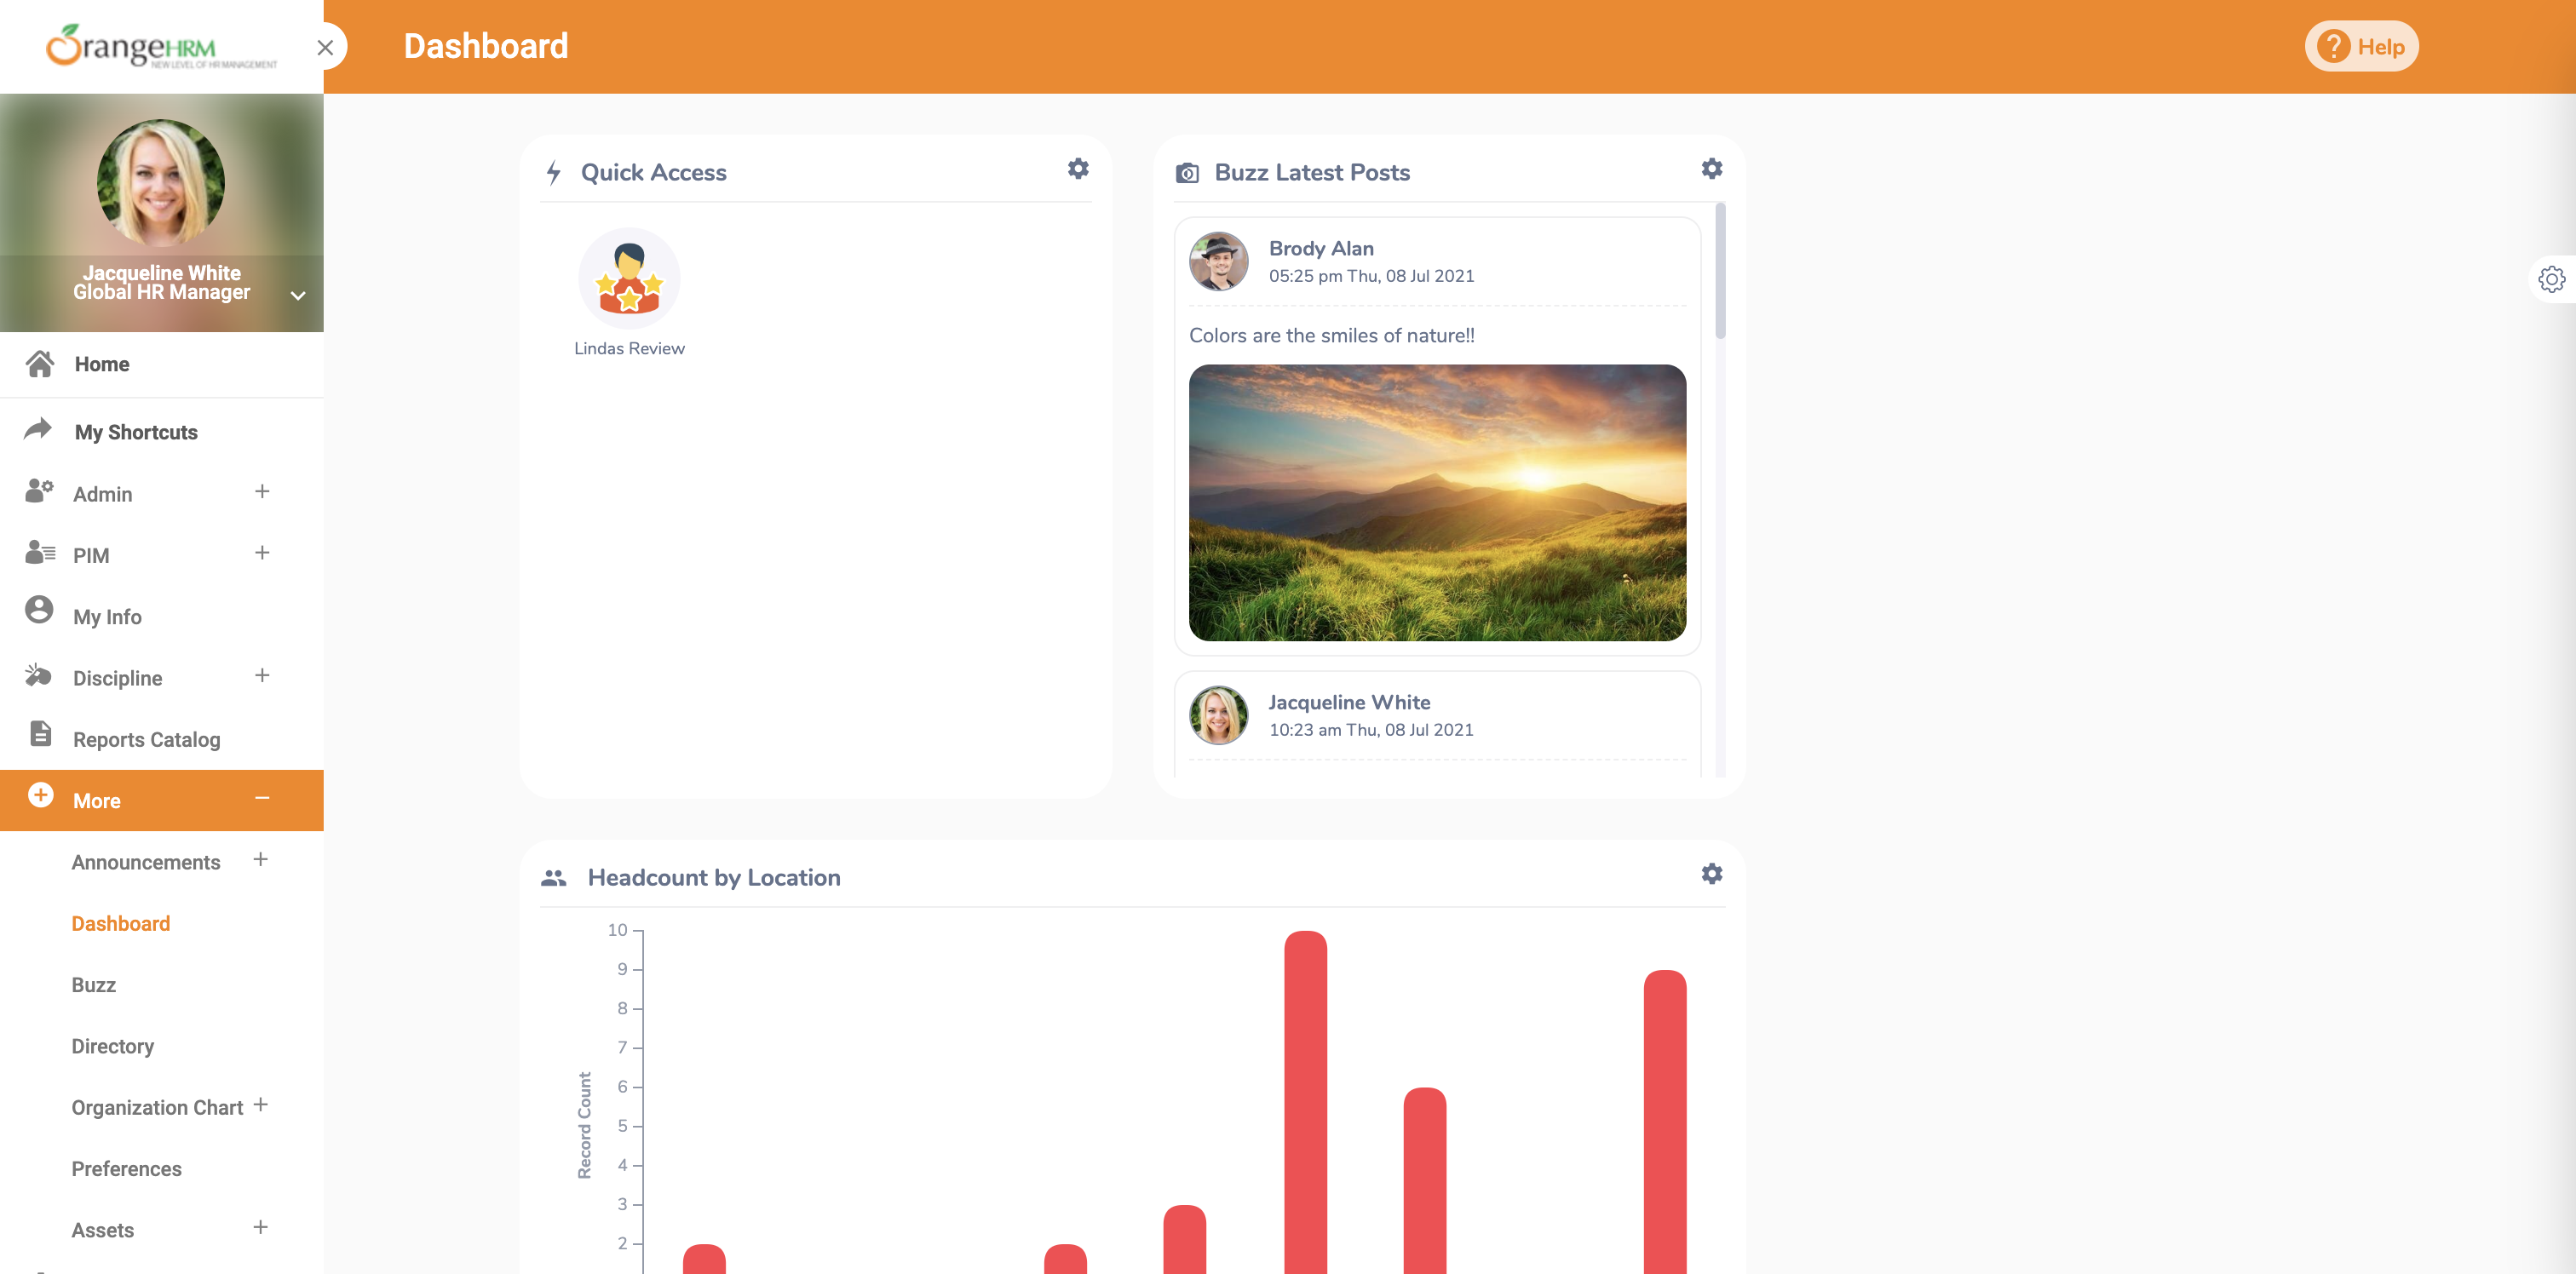 OrangeHRM
NEW LEVEL OF HR MANAGEMENT
Dashboard
Help
Jacqueline White
Global HR Manager
Home
My Shortcuts
Admin
PIM
My Info
Discipline
Reports Catalog
More
Announcements
Dashboard
Buzz
Directory
Organization Chart
Preferences
Assets
Quick Access
Lindas Review
Buzz Latest Posts
Brody Alan
05:25 pm Thu, 08 Jul 2021
Colors are the smiles of nature!!
Jacqueline White
10:23 am Thu, 08 Jul 2021
Headcount by Location
Record Count
10
9
8
7
6
5
4
3
2